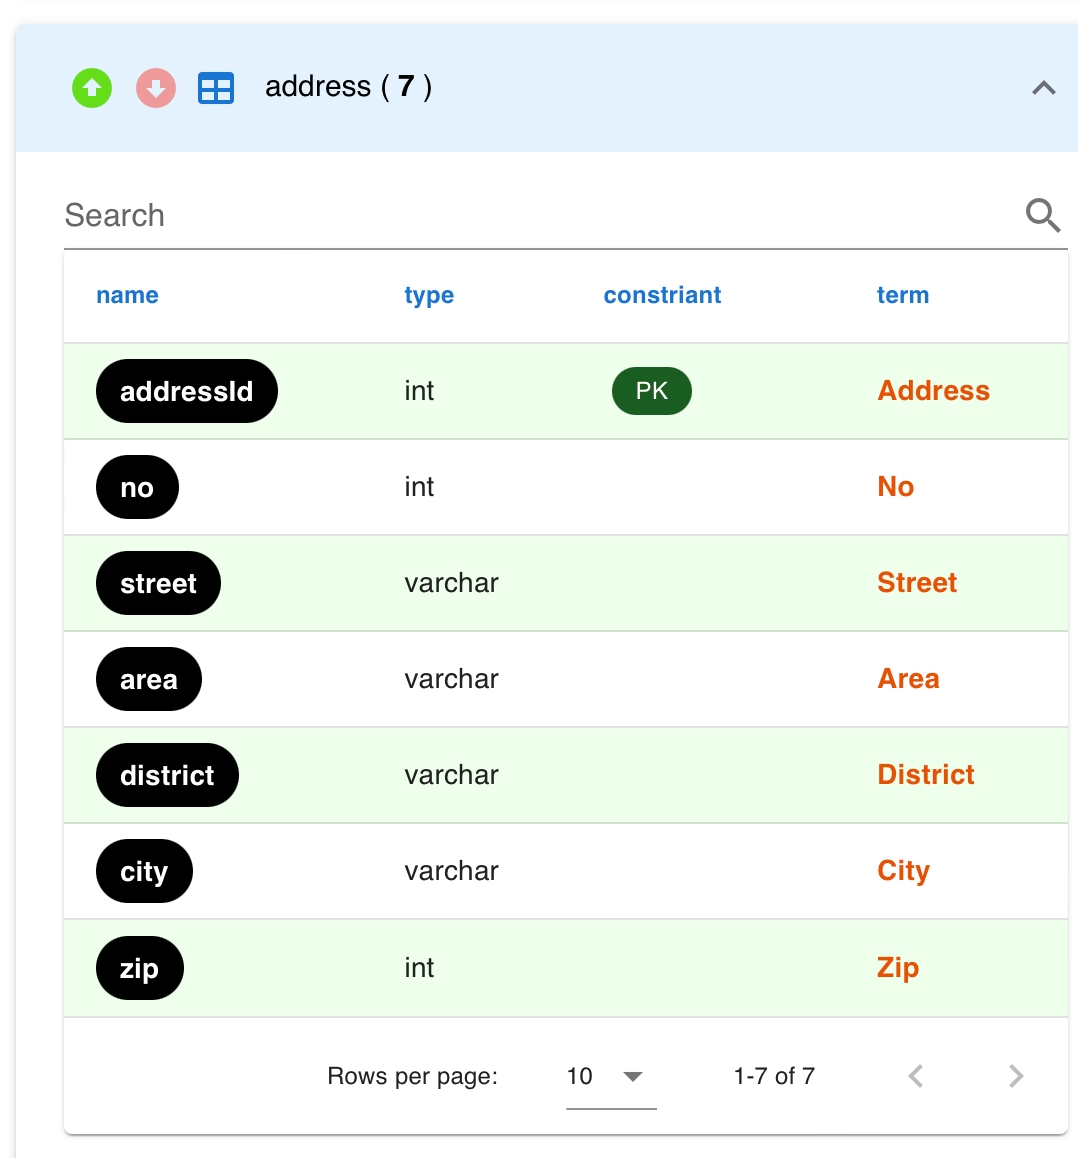 address ( 7 )
Search
name type constriant term
addressId int PK Address
no int No
street varchar Street
area varchar Area
district varchar District
city varchar City
zip int Zip
Rows per page: 10 1-7 of 7